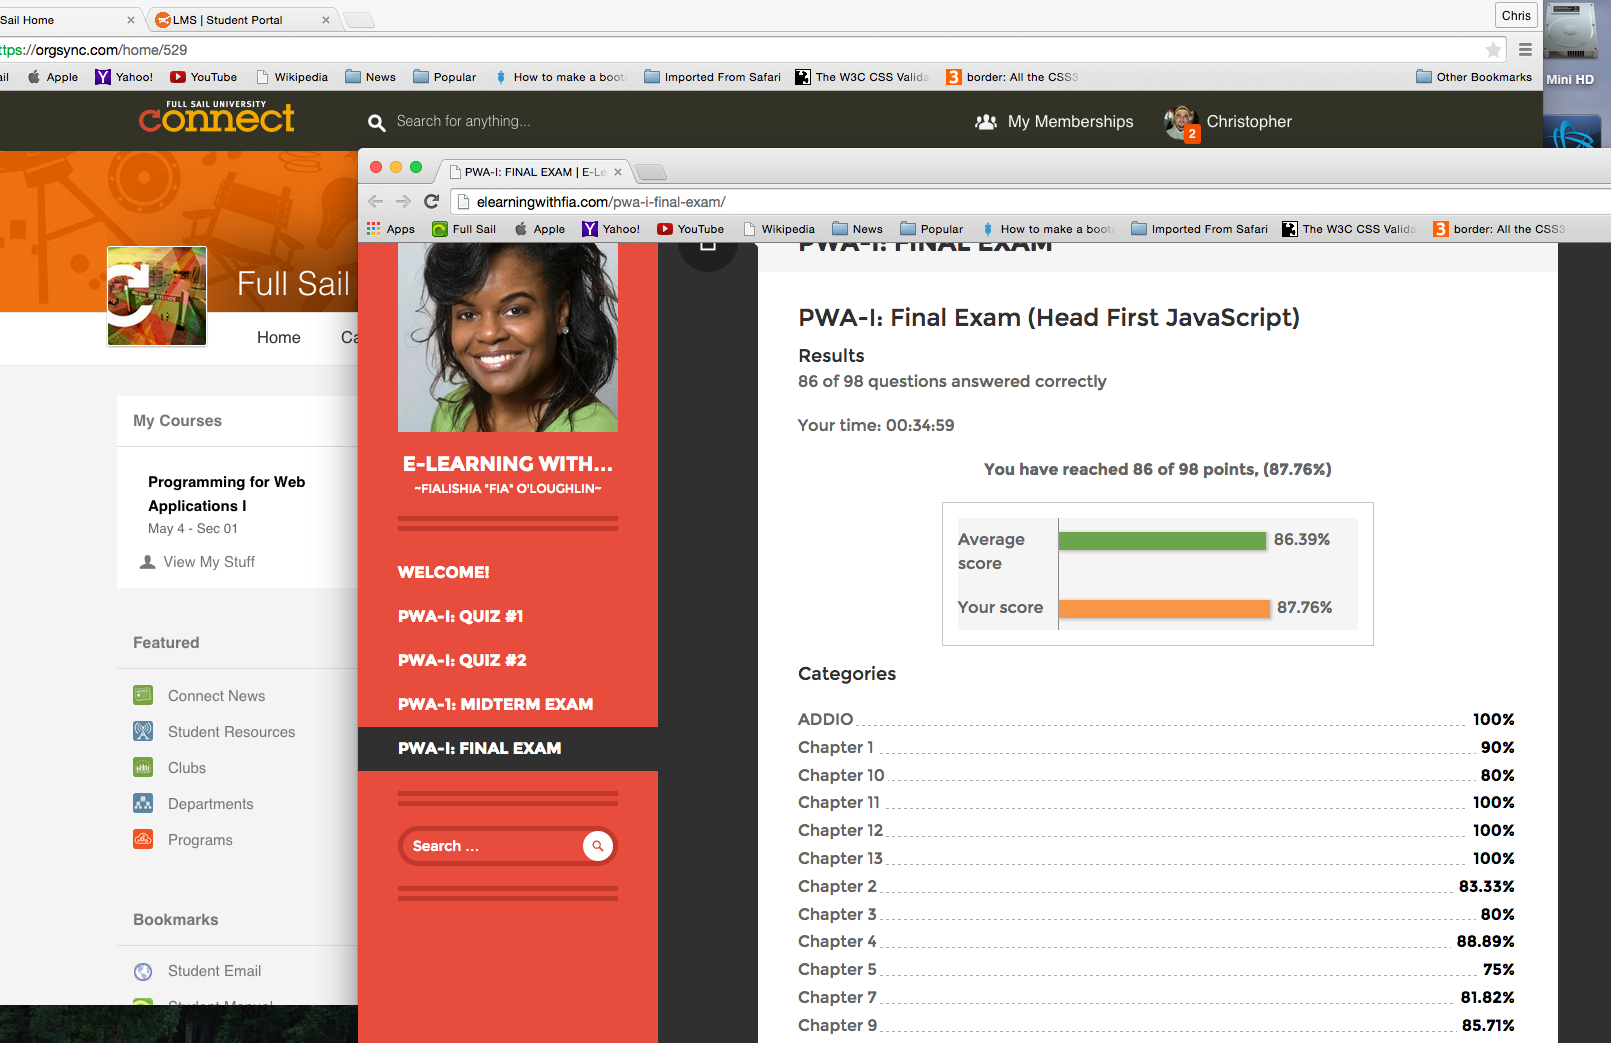 Sail Home
LMS | Student Portal
Chris
ttps://orgsync.com/home/529
ail Apple Yahoo! YouTube Wikipedia News Popular How to make a boot Imported From Safari The W3C CSS Valida border: All the CSS3 Other Bookmarks
Mini HD
FULL SAIL UNIVERSITY
connect
Search for anything...
My Memberships
2
Christopher
Full Sail
Home Ca
My Courses
Programming for Web
Applications I
May 4 - Sec 01
View My Stuff
Featured
Connect News
Student Resources
Clubs
Departments
Programs
Bookmarks
Student Email
Student Manual
PWA-I: FINAL EXAM | E-Le
elearningwithfia.com/pwa-i-final-exam/
Apps Full Sail Apple Yahoo! YouTube Wikipedia News Popular How to make a boot Imported From Safari The W3C CSS Valida border: All the CSS3
E-LEARNING WITH...
~FIALISHIA "FIA" O'LOUGHLIN~
WELCOME!
PWA-I: QUIZ #1
PWA-I: QUIZ #2
PWA-1: MIDTERM EXAM
PWA-I: FINAL EXAM
Search ...
PWA-I: FINAL EXAM
PWA-I: Final Exam (Head First JavaScript)
Results
86 of 98 questions answered correctly
Your time: 00:34:59
You have reached 86 of 98 points, (87.76%)
Average
score
86.39%
Your score 87.76%
Categories
ADDIO 100%
Chapter 1 90%
Chapter 10 80%
Chapter 11 100%
Chapter 12 100%
Chapter 13 100%
Chapter 2 83.33%
Chapter 3 80%
Chapter 4 88.89%
Chapter 5 75%
Chapter 7 81.82%
Chapter 9 85.71%